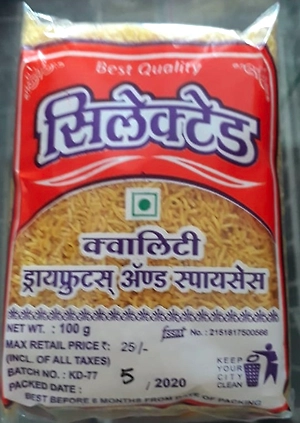 Best Quality
सिलेक्टेड
क्वालिटी
ड्रायफ्रुटस् ॲण्ड स्पायसेस
NET WT. : 100 g
fssai No. : 2151817500566
MAX RETAIL PRICE ₹: 25 /-
(INCL. OF ALL TAXES)
BATCH NO. : KD-77
PACKED DATE : 5 / 2020
KEEP
YOUR
CITY
CLEAN
BEST BEFORE 6 MONTHS FROM DATE OF PACKING